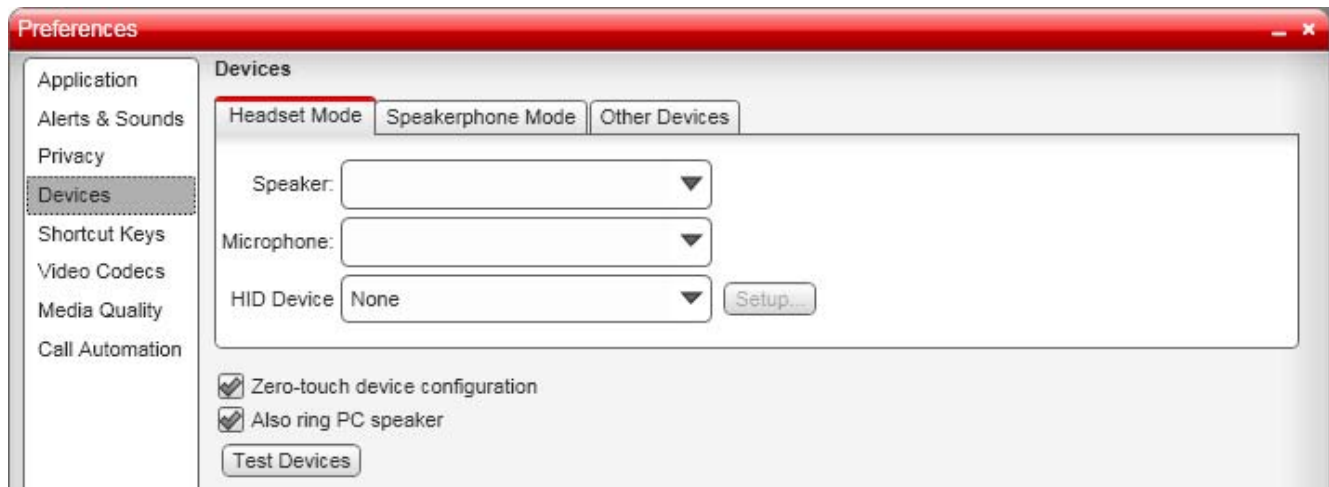 Preferences
Application
Alerts & Sounds
Privacy
Devices
Shortcut Keys
Video Codecs
Media Quality
Call Automation
Devices
Headset Mode Speakerphone Mode Other Devices
Speaker:
Microphone:
HID Device None Setup...
Zero-touch device configuration
Also ring PC speaker
Test Devices